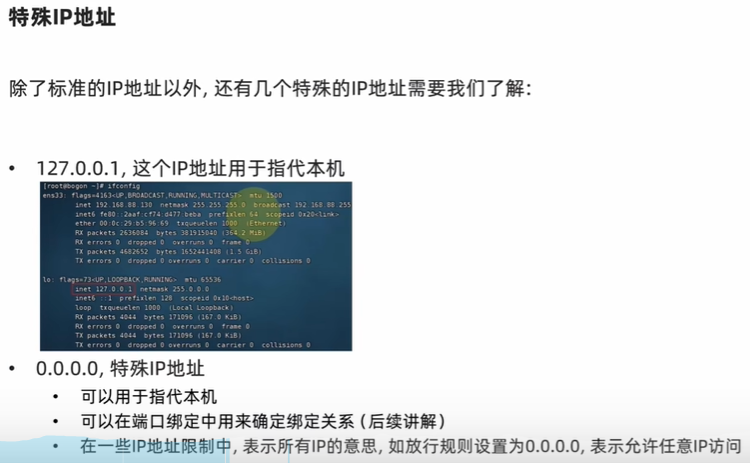 特殊IP地址
除了标准的IP地址以外, 还有几个特殊的IP地址需要我们了解:
• 127.0.0.1, 这个IP地址用于指代本机
[root@bogon ~]# ifconfig
ens33: flags=4163<UP,BROADCAST,RUNNING,MULTICAST> mtu 1500
inet 192.168.88.130 netmask 255.255.255.0 broadcast 192.168.88.255
inet6 fe80::2aaf:cf74:d477:beba prefixlen 64 scopeid 0x20<link>
ether 00:0c:29:b5:96:69 txqueuelen 1000 (Ethernet)
RX packets 2636084 bytes 381915040 (364.2 MiB)
RX errors 0 dropped 0 overruns 0 frame 0
TX packets 4682652 bytes 1652441408 (1.5 GiB)
TX errors 0 dropped 0 overruns 0 carrier 0 collisions 0
lo: flags=73<UP,LOOPBACK,RUNNING> mtu 65536
inet 127.0.0.1 netmask 255.0.0.0
inet6 ::1 prefixlen 128 scopeid 0x10<host>
loop txqueuelen 1000 (Local Loopback)
RX packets 4044 bytes 171096 (167.0 KiB)
RX errors 0 dropped 0 overruns 0 frame 0
TX packets 4044 bytes 171096 (167.0 KiB)
TX errors 0 dropped 0 overruns 0 carrier 0 collisions 0
• 0.0.0.0, 特殊IP地址
• 可以用于指代本机
• 可以在端口绑定中用来确定绑定关系 (后续讲解)
• 在一些IP地址限制中, 表示所有IP的意思, 如放行规则设置为0.0.0.0, 表示允许任意IP访问